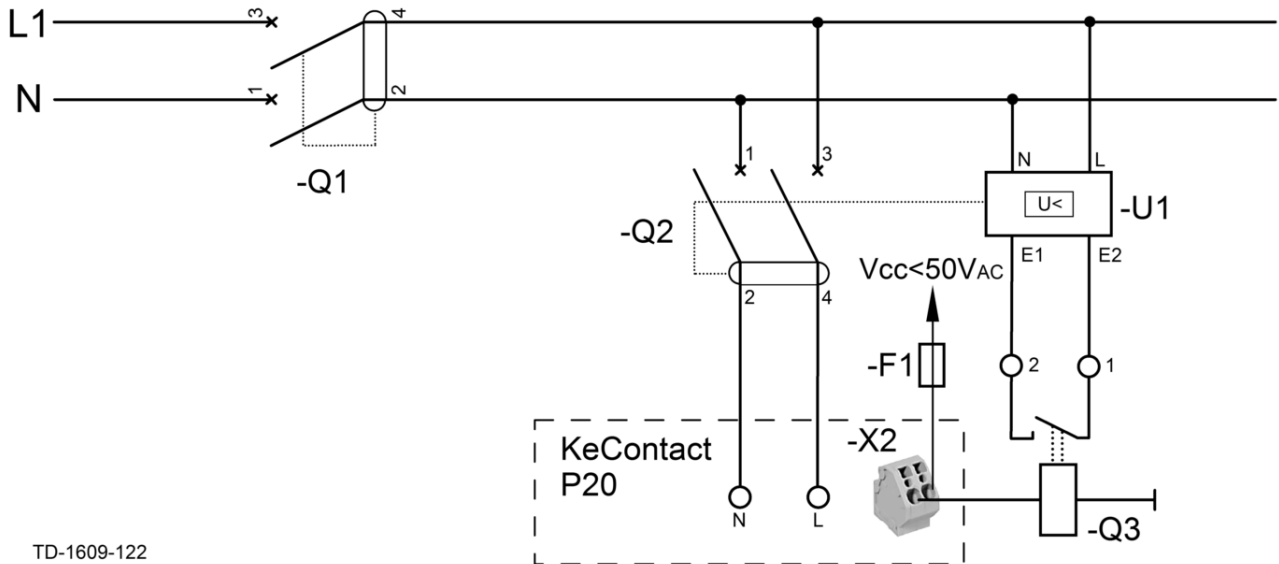 L1
3
4
N
1
2
-Q1
1
3
N
L
-Q2
U<
-U1
E1
E2
2
4
Vcc<50VAC
-F1
2
1
KeContact
P20
-X2
N
L
-Q3
TD-1609-122